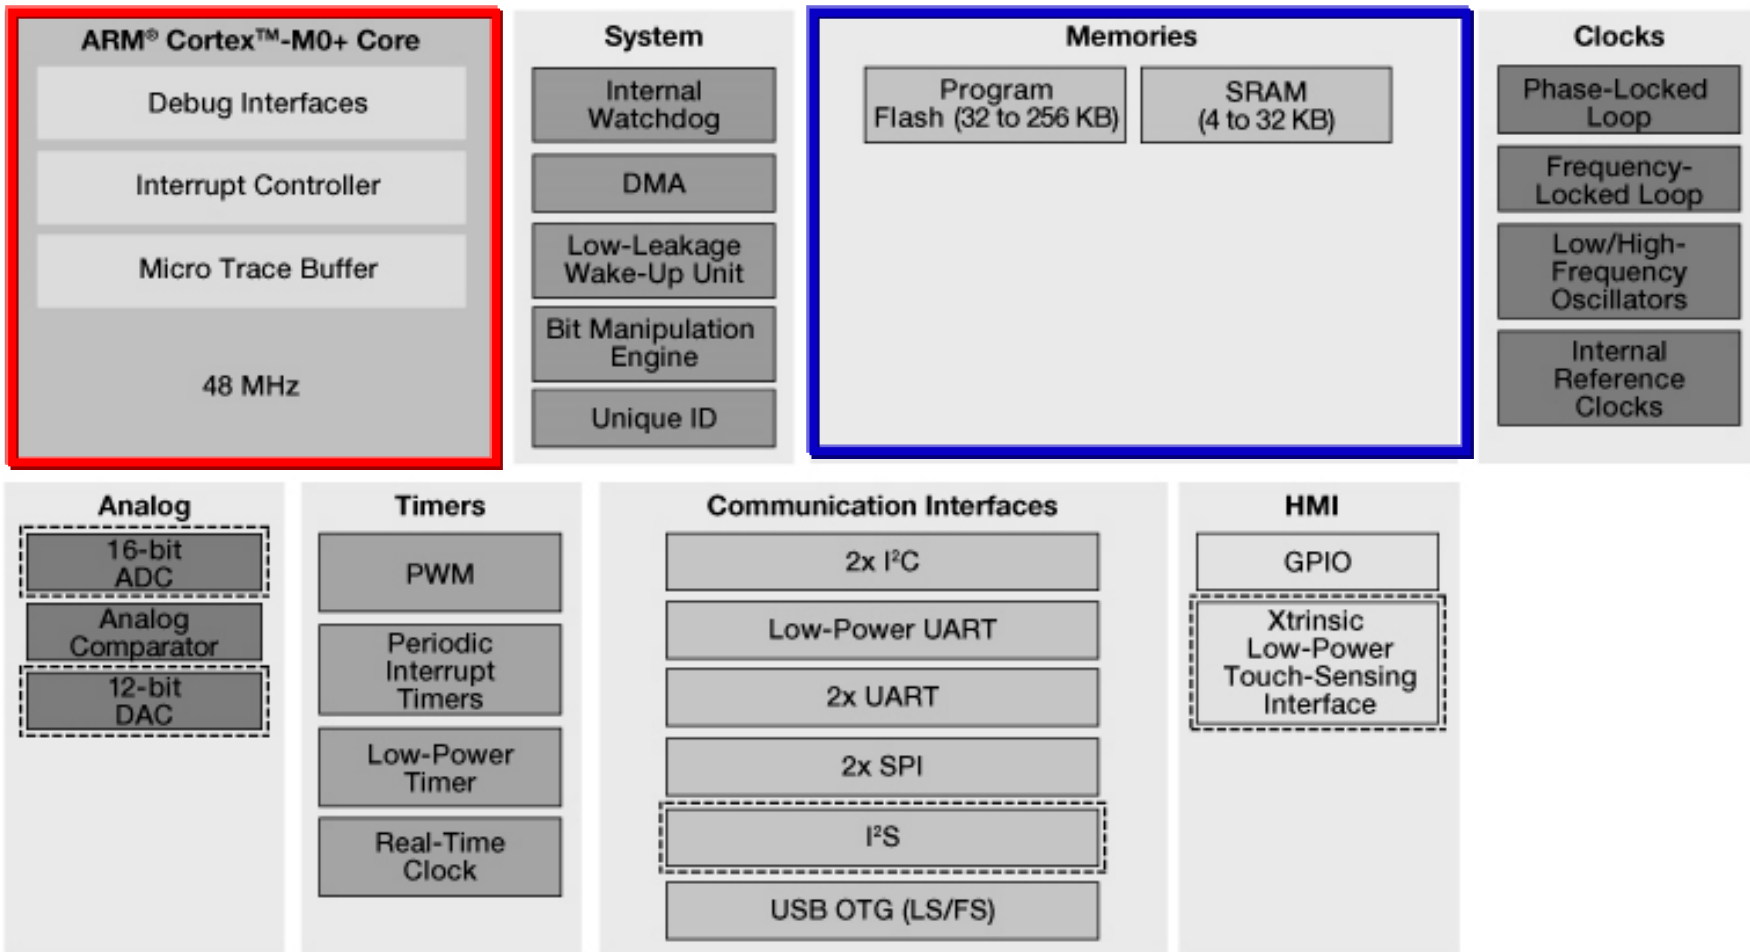 ARM® Cortex™-M0+ Core
Debug Interfaces
Interrupt Controller
Micro Trace Buffer
48 MHz
System
Internal
Watchdog
DMA
Low-Leakage
Wake-Up Unit
Bit Manipulation
Engine
Unique ID
Memories
Program
Flash (32 to 256 KB)
SRAM
(4 to 32 KB)
Clocks
Phase-Locked
Loop
Frequency-
Locked Loop
Low/High-
Frequency
Oscillators
Internal
Reference
Clocks
Analog
16-bit
ADC
Analog
Comparator
12-bit
DAC
Timers
PWM
Periodic
Interrupt
Timers
Low-Power
Timer
Real-Time
Clock
Communication Interfaces
2x I²C
Low-Power UART
2x UART
2x SPI
I²S
USB OTG (LS/FS)
HMI
GPIO
Xtrinsic
Low-Power
Touch-Sensing
Interface